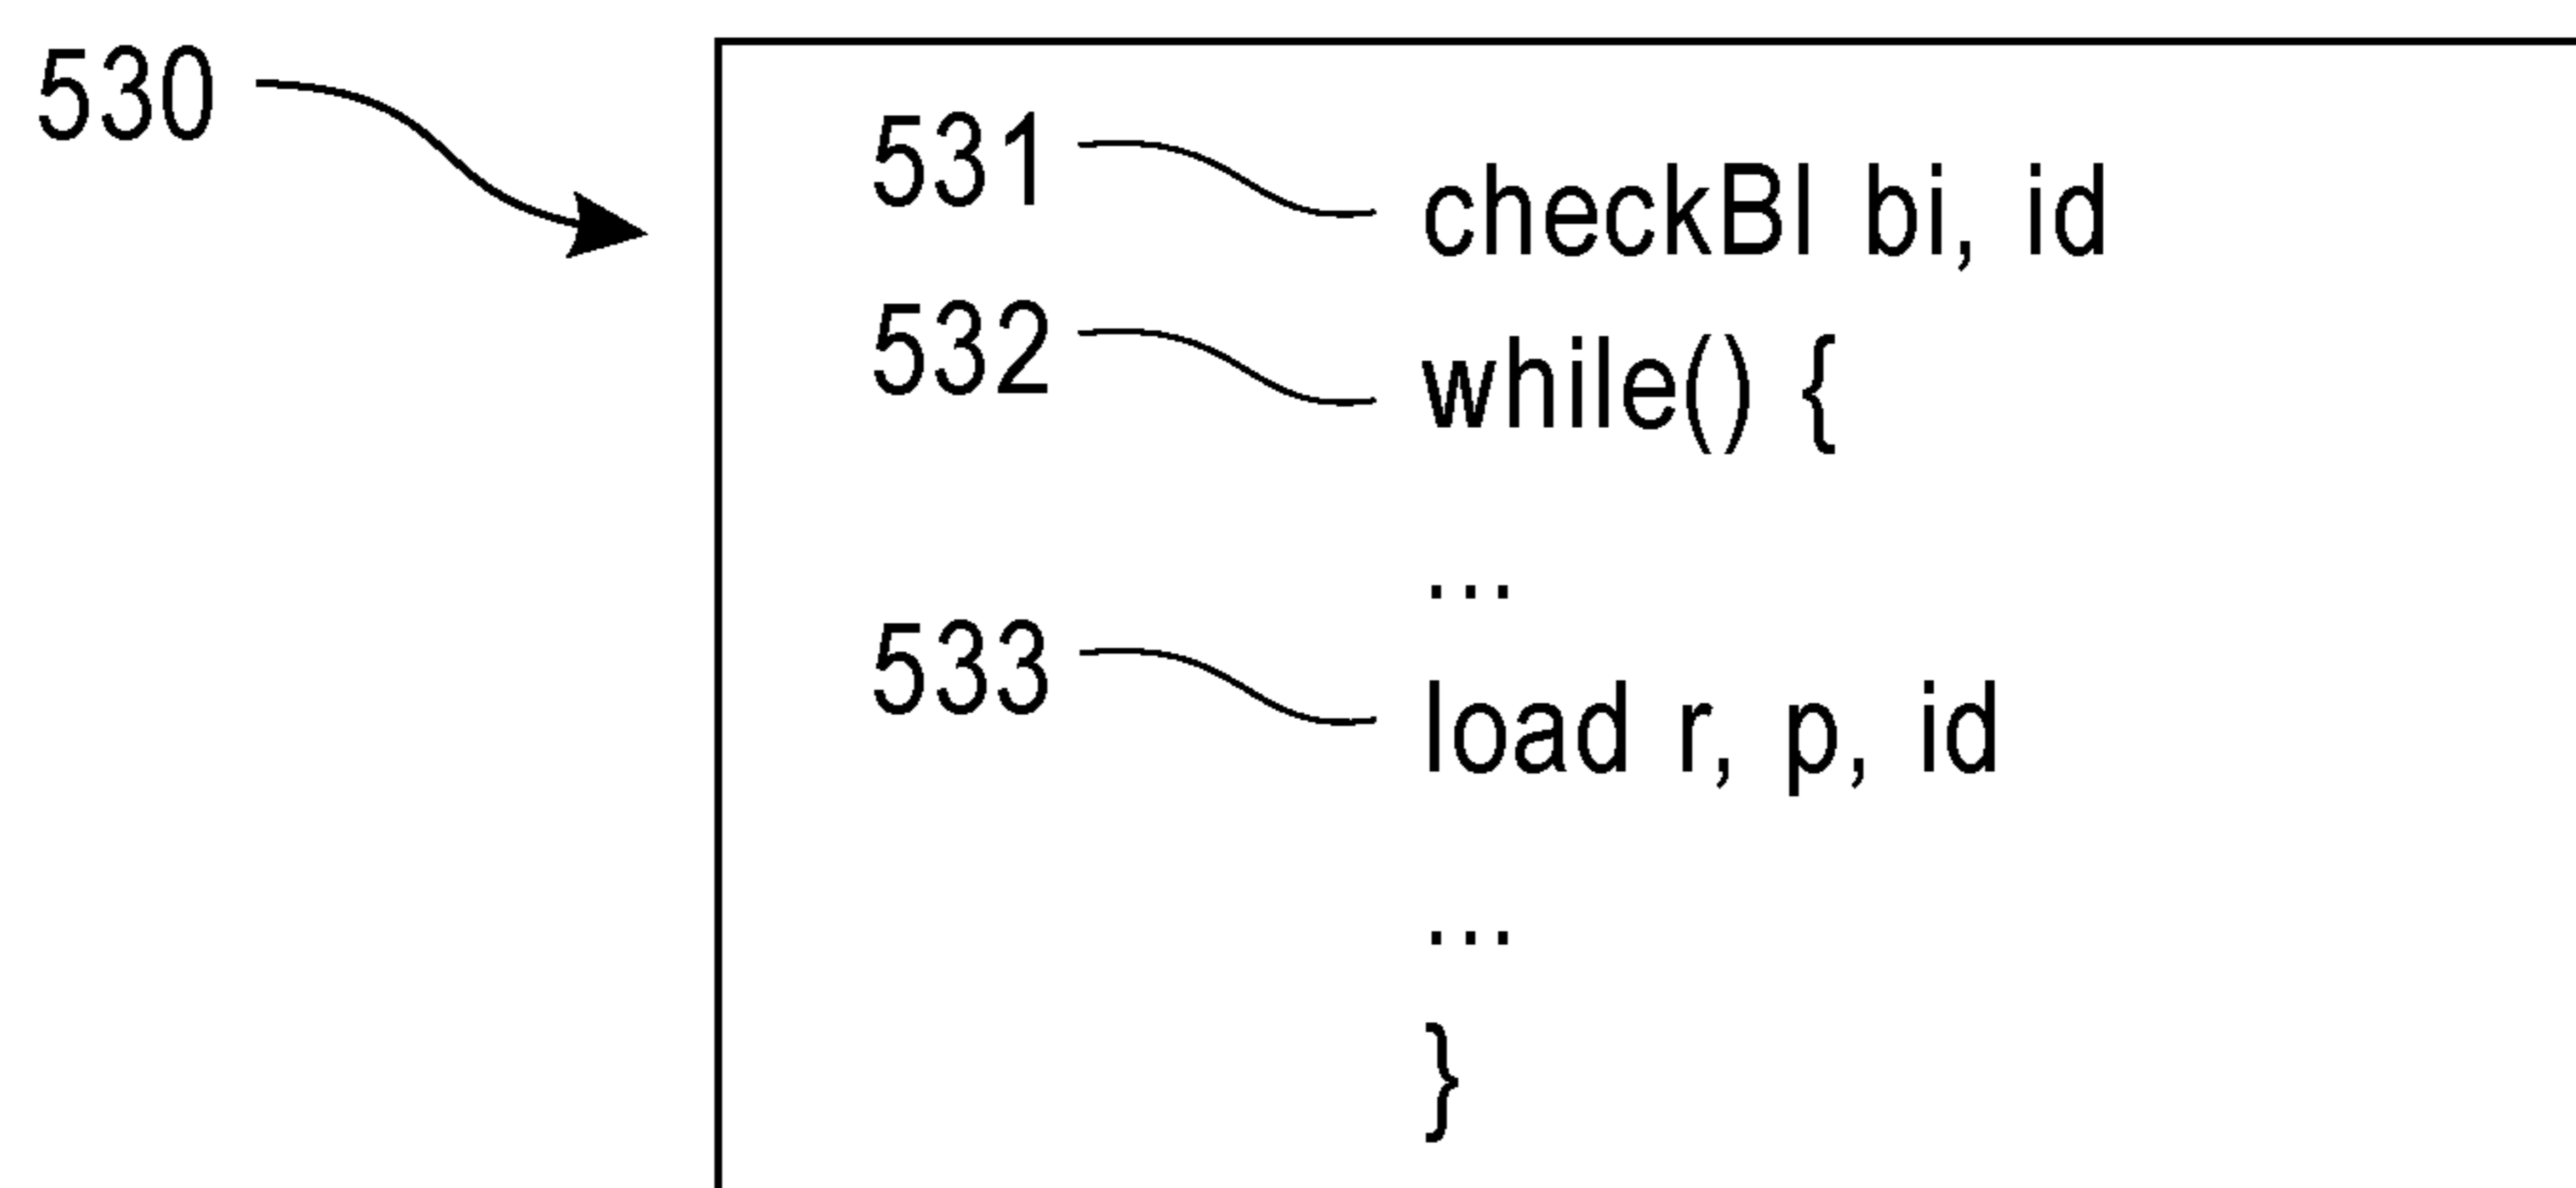 530
531 checkBI bi, id
532 while() {
...
533 load r, p, id
...
}